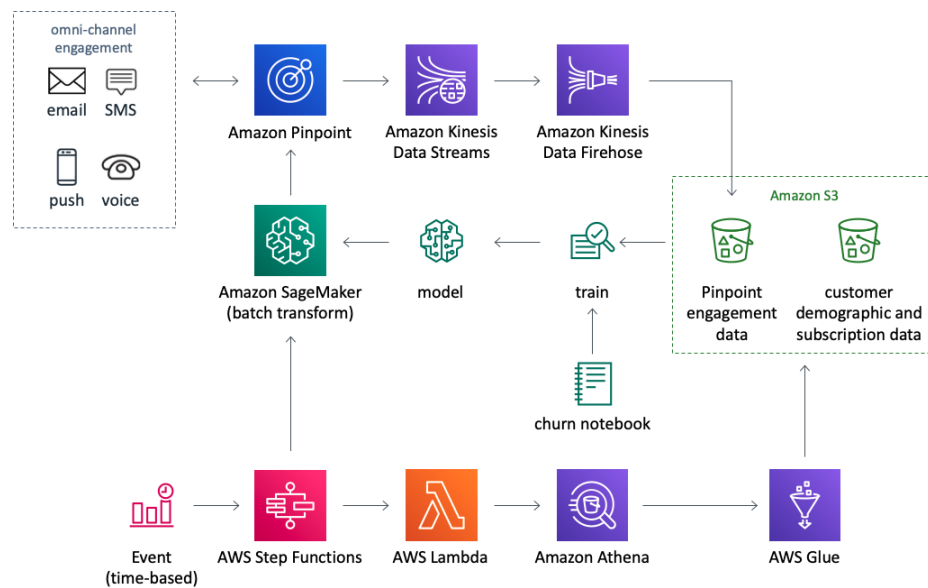 omni-channel
engagement
email
SMS
push
voice
Amazon Pinpoint
Amazon Kinesis
Data Streams
Amazon Kinesis
Data Firehose
Amazon S3
Pinpoint
engagement
data
customer
demographic and
subscription data
Amazon SageMaker
(batch transform)
model
train
churn notebook
Event
(time-based)
AWS Step Functions
AWS Lambda
Amazon Athena
AWS Glue